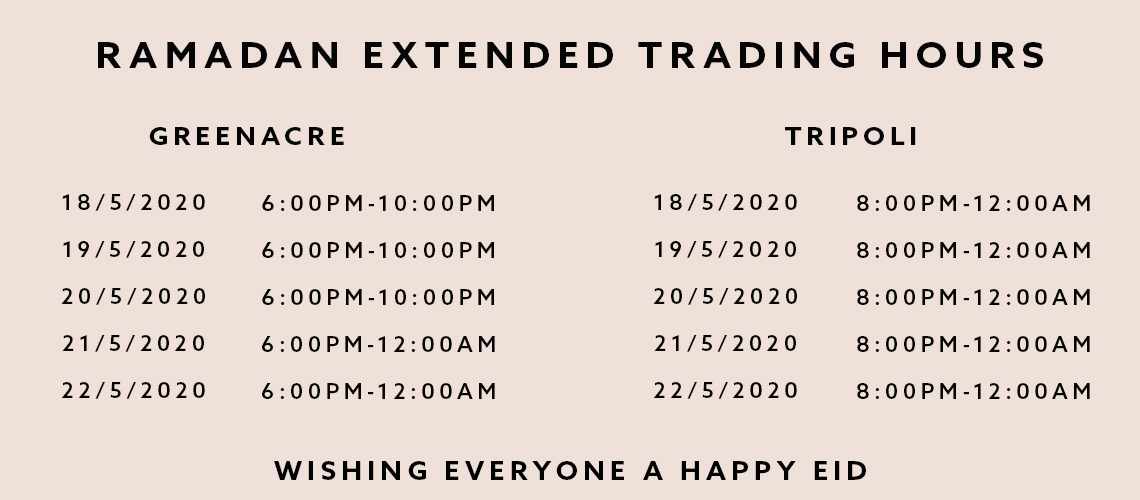 RAMADAN EXTENDED TRADING HOURS
GREENACRE
18/5/2020 6:00PM-10:00PM
19/5/2020 6:00PM-10:00PM
20/5/2020 6:00PM-10:00PM
21/5/2020 6:00PM-12:00AM
22/5/2020 6:00PM-12:00AM
TRIPOLI
18/5/2020 8:00PM-12:00AM
19/5/2020 8:00PM-12:00AM
20/5/2020 8:00PM-12:00AM
21/5/2020 8:00PM-12:00AM
22/5/2020 8:00PM-12:00AM
WISHING EVERYONE A HAPPY EID